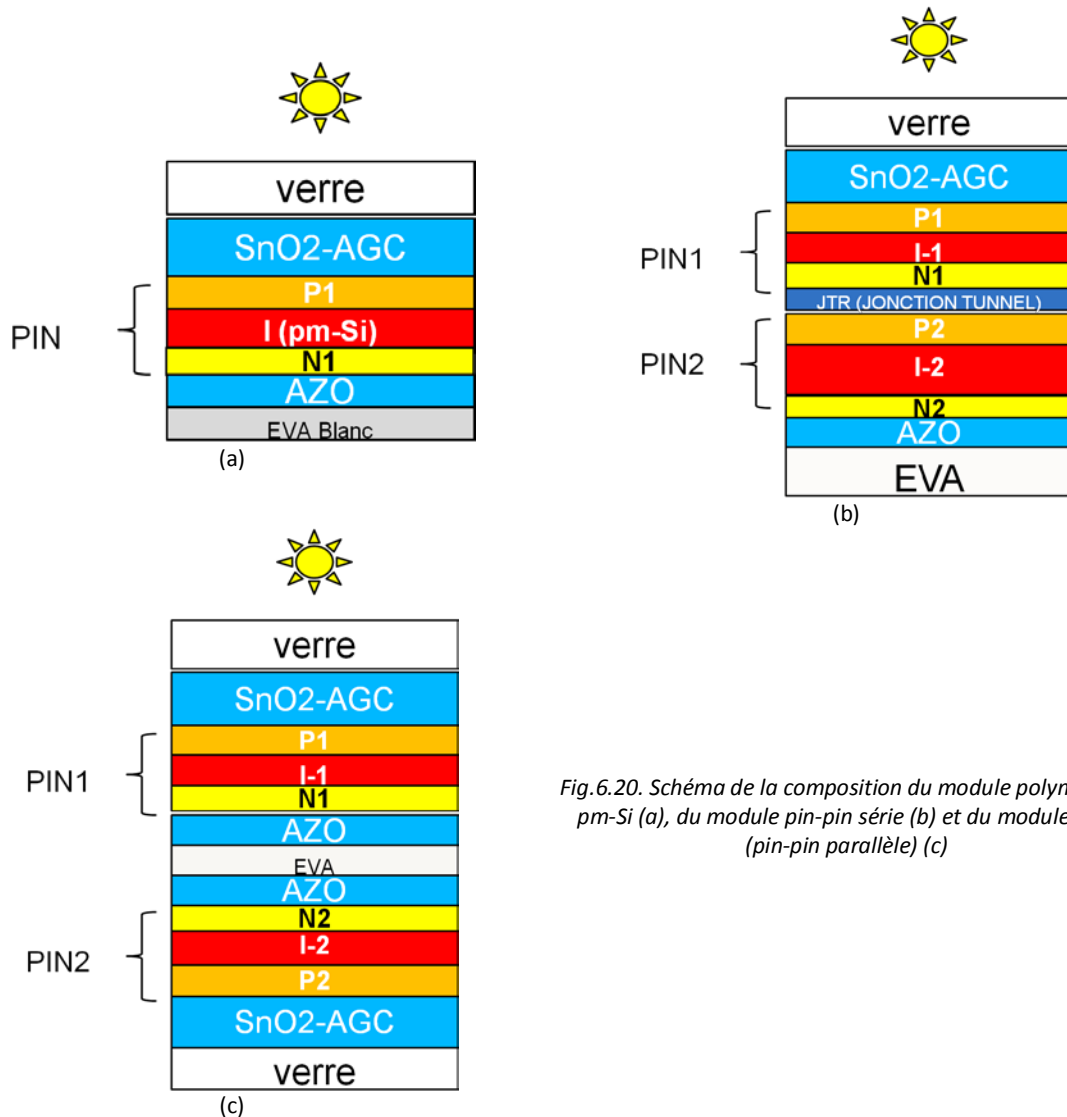 verre
SnO2-AGC
P1
I (pm-Si)
N1
AZO
EVA Blanc
PIN
(a)
verre
SnO2-AGC
P1
I-1
N1
JTR (JONCTION TUNNEL)
P2
I-2
N2
AZO
EVA
PIN1
PIN2
(b)
verre
SnO2-AGC
P1
I-1
N1
AZO
EVA
AZO
N2
I-2
P2
SnO2-AGC
verre
PIN1
PIN2
(c)
Fig.6.20. Schéma de la composition du module
pm-Si (a), du module pin-pin série (b) et du module
(pin-pin parallèle) (c)